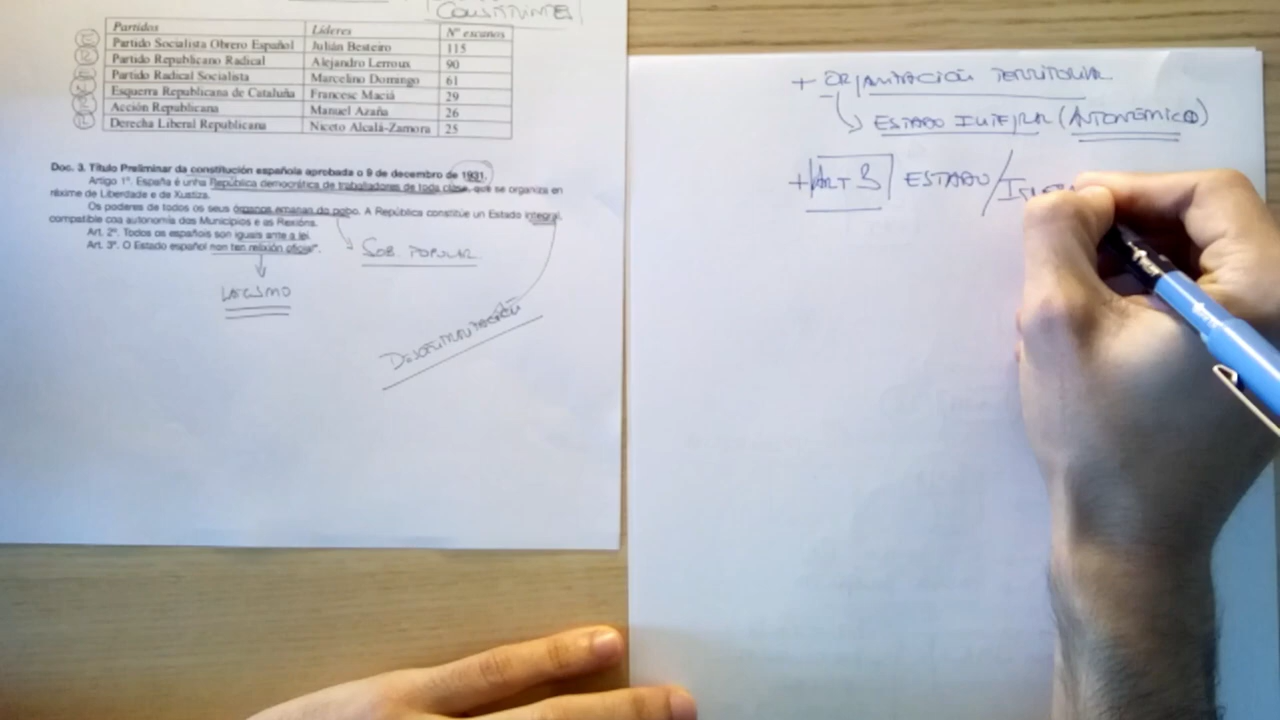 CONSTITUINTES
Partidos Líderes Nº escaños
Partido Socialista Obrero Español Julián Besteiro 115
Partido Republicano Radical Alejandro Lerroux 90
Partido Radical Socialista Marcelino Domingo 61
Esquerra Republicana de Cataluña Francesc Maciá 29
Acción Republicana Manuel Azaña 26
Derecha Liberal Republicana Niceto Alcalá-Zamora 25
Doc. 3. Título Preliminar da constitución española aprobada o 9 de decembro de 1931.
Artigo 1º. España é unha República democrática de traballadores de toda clase, que se organiza en
réxime de Liberdade e de Xustiza.
Os poderes de todos os seus órganos emanan do pobo. A República constitúe un Estado integral,
compatible coa autonomía dos Municipios e as Rexións.
Art. 2º. Todos os españois son iguais ante a lei.
Art. 3º. O Estado español non ten relixión oficial".
SOB. POPULAR
LAICISMO
DESCENTRALIZACIÓN
+ ORGANIZACIÓN TERRITORIAL
ESTADO INTEGRAL (AUTONÓMICO)
+ ART 3 ESTADO/